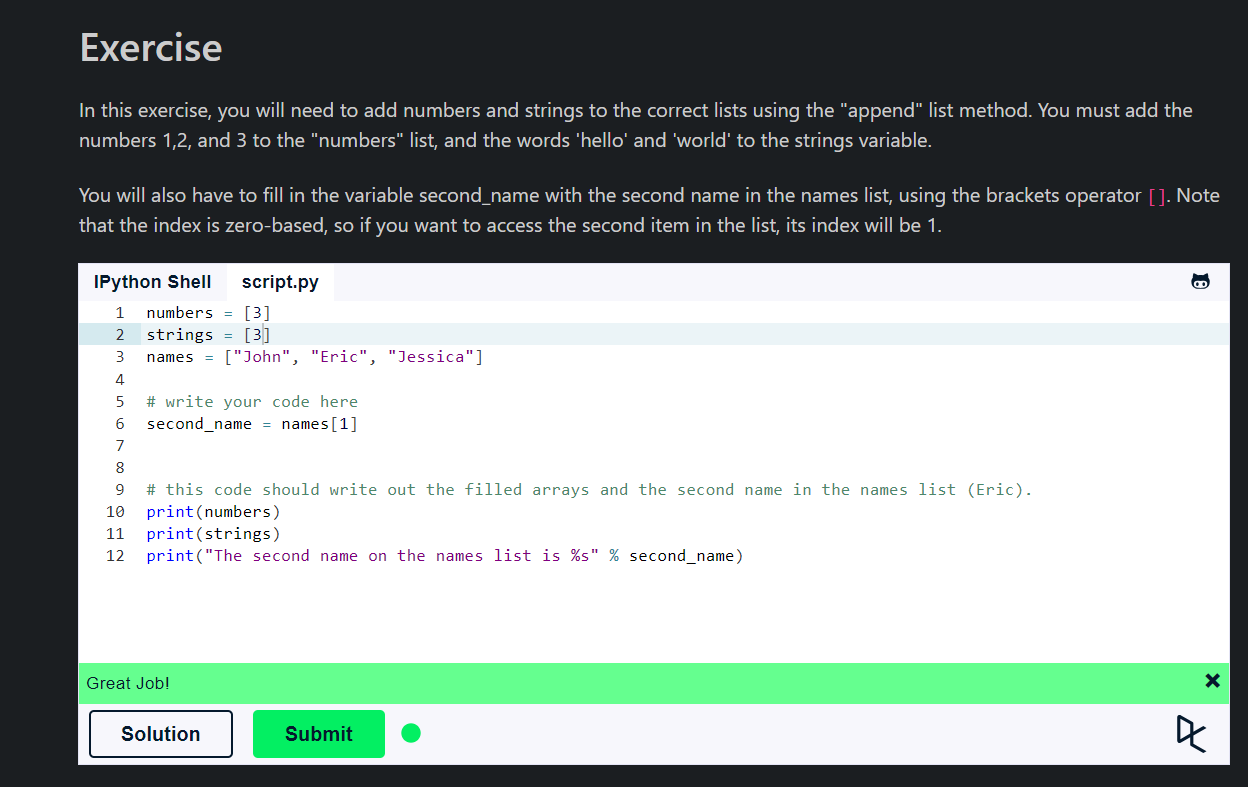 Exercise
In this exercise, you will need to add numbers and strings to the correct lists using the "append" list method. You must add the
numbers 1,2, and 3 to the "numbers" list, and the words 'hello' and 'world' to the strings variable.
You will also have to fill in the variable second_name with the second name in the names list, using the brackets operator []. Note
that the index is zero-based, so if you want to access the second item in the list, its index will be 1.
IPython Shell script.py
1 numbers = [3]
2 strings = [3]
3 names = ["John", "Eric", "Jessica"]
4
5 # write your code here
6 second_name = names[1]
7
8
9 # this code should write out the filled arrays and the second name in the names list (Eric).
10 print(numbers)
11 print(strings)
12 print("The second name on the names list is %s" % second_name)
Great Job!
Solution Submit